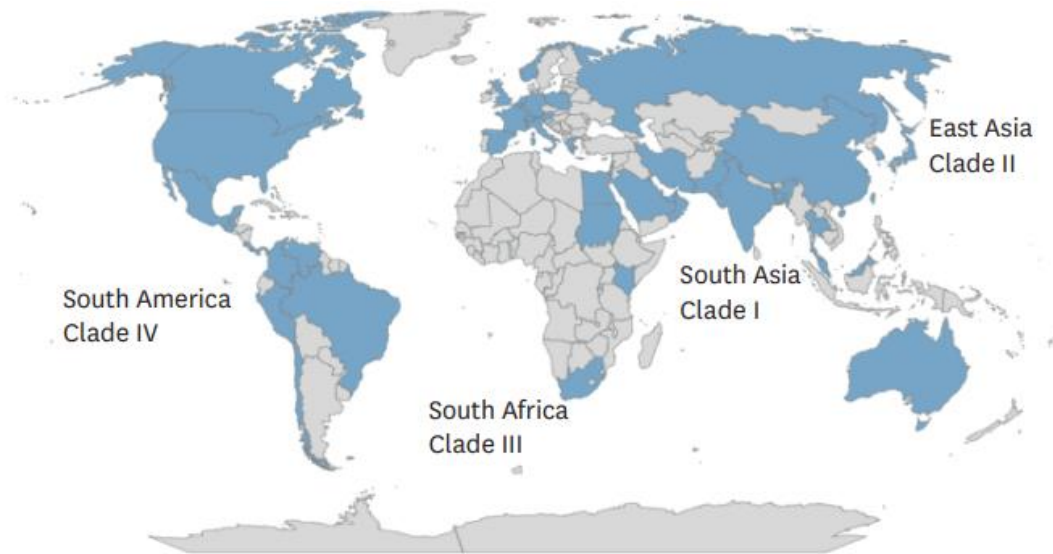 East Asia
Clade II
South Asia
Clade I
South America
Clade IV
South Africa
Clade III